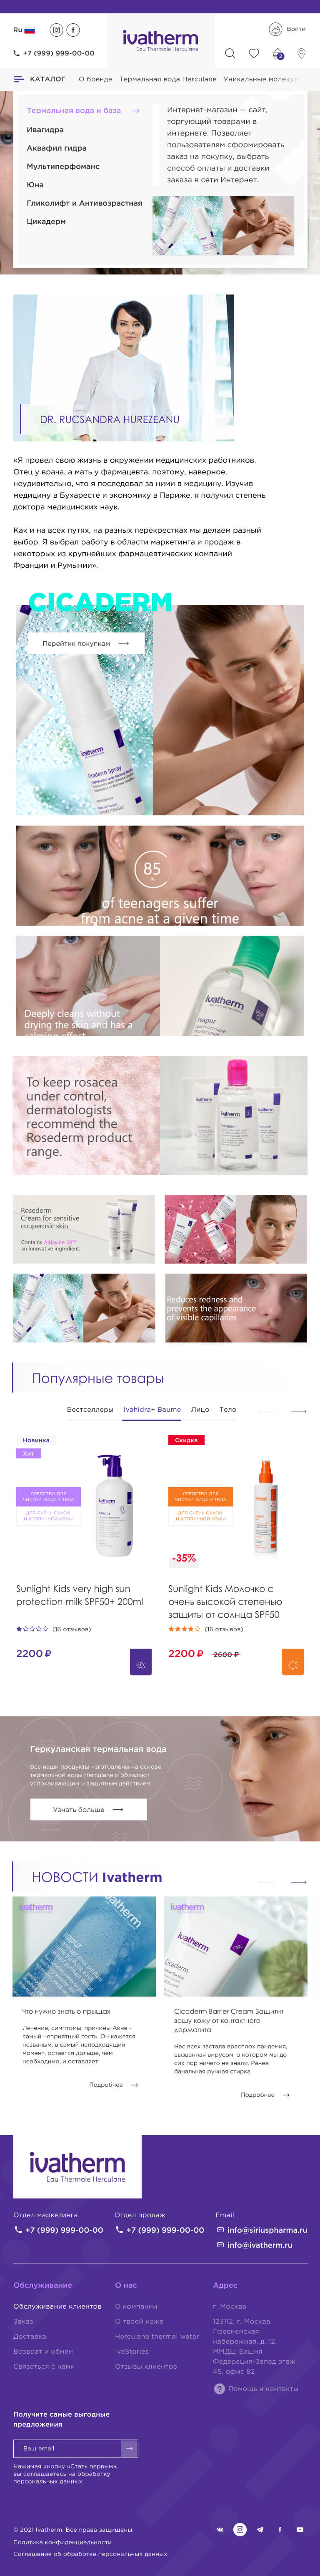 Ru
ivatherm
Eau Thermale Herculane
Войти
+7 (999) 999-00-00
2
КАТАЛОГ
О бренде
Термальная вода Herculane
Уникальные молекул
Термальная вода и база
Ивагидра
Аквафил гидра
Мультиперфоманс
Юна
Гликолифт и Антивозрастная
Цикадерм
Интернет-магазин — сайт,
торгующий товарами в
интернете. Позволяет
пользователям сформировать
заказ на покупку, выбрать
способ оплаты и доставки
заказа в сети Интернет.
DR. RUCSANDRA HUREZEANU
«Я провел свою жизнь в окружении медицинских работников.
Отец у врача, а мать у фармацевта, поэтому, наверное,
неудивительно, что я последовал за ними в медицину. Изучив
медицину в Бухаресте и экономику в Париже, я получил степень
доктора медицинских наук.
Как и на всех путях, на разных перекрестках мы делаем разный
выбор. Я выбрал работу в области маркетинга и продаж в
некоторых из крупнейших фармацевтических компаний
Франции и Румынии».
CICADERM
Перейтик покупкам
ivatherm
Cicaderm Spray
85
%
of teenagers suffer
from acne at a given time
Deeply cleans without
drying the skin and has a
calming effect
ivatherm
ivapur
To keep rosacea
under control,
dermatologists
recommend the
Rosederm product
range.
ivatherm
Rosederm
Cream for sensitive
couperosic skin
Contains Ablavine 5X™
an innovative ingredient.
Reduces redness and
prevents the appearance
of visible capillaries
Популярные товары
Бестселлеры
Ivahidra+ Baume
Лицо
Тело
Новинка
Хит
СРЕДСТВО ДЛЯ
ЧИСТКИ ЛИЦА И ТЕЛА
ДЛЯ ОЧЕНЬ СУХОЙ
И АТОПИЧНОЙ КОЖИ
Sunlight Kids very high sun
protection milk SPF50+ 200ml
(16 отзывов)
2200 ₽
Скидка
СРЕДСТВО ДЛЯ
ЧИСТКИ ЛИЦА И ТЕЛА
ДЛЯ ОЧЕНЬ СУХОЙ
И АТОПИЧНОЙ КОЖИ
-35%
Sunlight Kids Молочко с
очень высокой степенью
защиты от солнца SPF50
(16 отзывов)
2200 ₽
2600 ₽
Геркуланская термальная вода
Все наши продукты изготовлены на основе
термальной воды Herculane и обладают
успокаивающим и защитным действием.
Узнать больше
НОВОСТИ Ivatherm
ivatherm
Что нужно знать о прыщах
Лечение, симптомы, причины Акне –
самый неприятный гость. Он кажется
незваным, в самый неподходящий
момент, остается дольше, чем
необходимо, и оставляет
Подробнее
ivatherm
Cicaderm Barrier Cream Защитит
вашу кожу от контактного
дерматита
Нас всех застала врасплох пандемия,
вызванная вирусом, о котором мы до
сих пор ничего не знали. Ранее
банальная ручная стирка
Подробнее
ivatherm
Eau Thermale Herculane
Отдел маркетинга
+7 (999) 999-00-00
Отдел продаж
+7 (999) 999-00-00
Email
info@siriuspharma.ru
info@ivatherm.ru
Обслуживание
Обслуживание клиентов
Заказ
Доставка
Возврат и обмен
Связаться с нами
О нас
О компании
О твоей коже
Herculane thermal water
IvaStories
Отзывы клиентов
Адрес
г. Москва
123112, г. Москва,
Пресненская
набережная, д. 12,
ММДЦ, Башня
Федерация-Запад этаж
45, офис 82
Помощь и контакты
Получите самые выгодные
предложения
Ваш email
Нажимая кнопку «Стать первым»,
вы соглашаетесь на обработку
персональных данных.
© 2021 Ivatherm. Все права защищены.
Политика конфиденциальности
Соглашение об обработке персональных данных